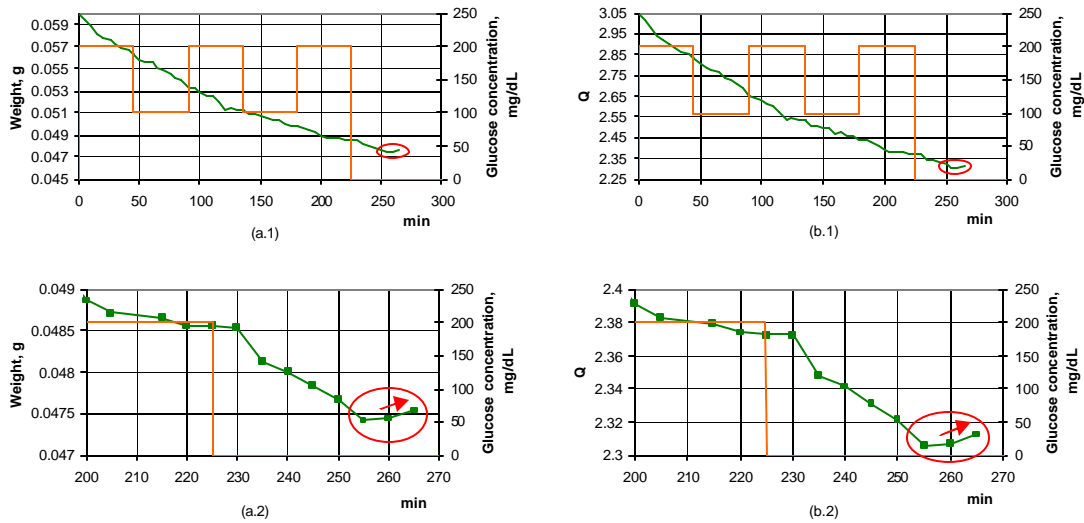 0.059
0.057
0.055
0.053
0.051
0.049
0.047
0.045
Weight, g
250
200
150
100
50
0
Glucose concentration,
mg/dL
0 50 100 150 200 250 300
min
(a.1)
3.05
2.95
2.85
2.75
2.65
2.55
2.45
2.35
2.25
Q
250
200
150
100
50
0
Glucose concentration,
mg/dL
0 50 100 150 200 250 300
min
(b.1)
0.049
0.0485
0.048
0.0475
0.047
Weight, g
250
200
150
100
50
0
Glucose concentration,
mg/dL
200 210 220 230 240 250 260 270
min
(a.2)
2.4
2.38
2.36
2.34
2.32
2.3
Q
250
200
150
100
50
0
Glucose concentration,
mg/dL
200 210 220 230 240 250 260 270
min
(b.2)